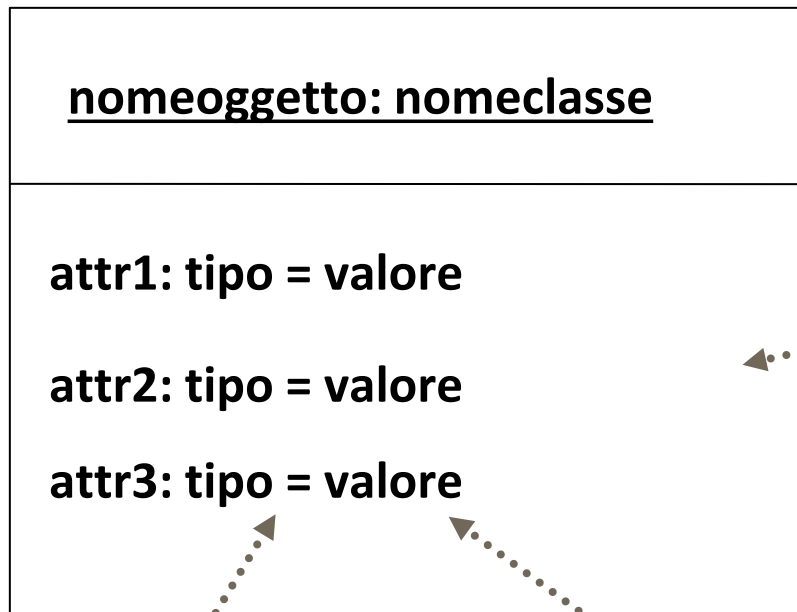 nomeoggetto: nomeclasse
attr1: tipo = valore
attr2: tipo = valore
attr3: tipo = valore